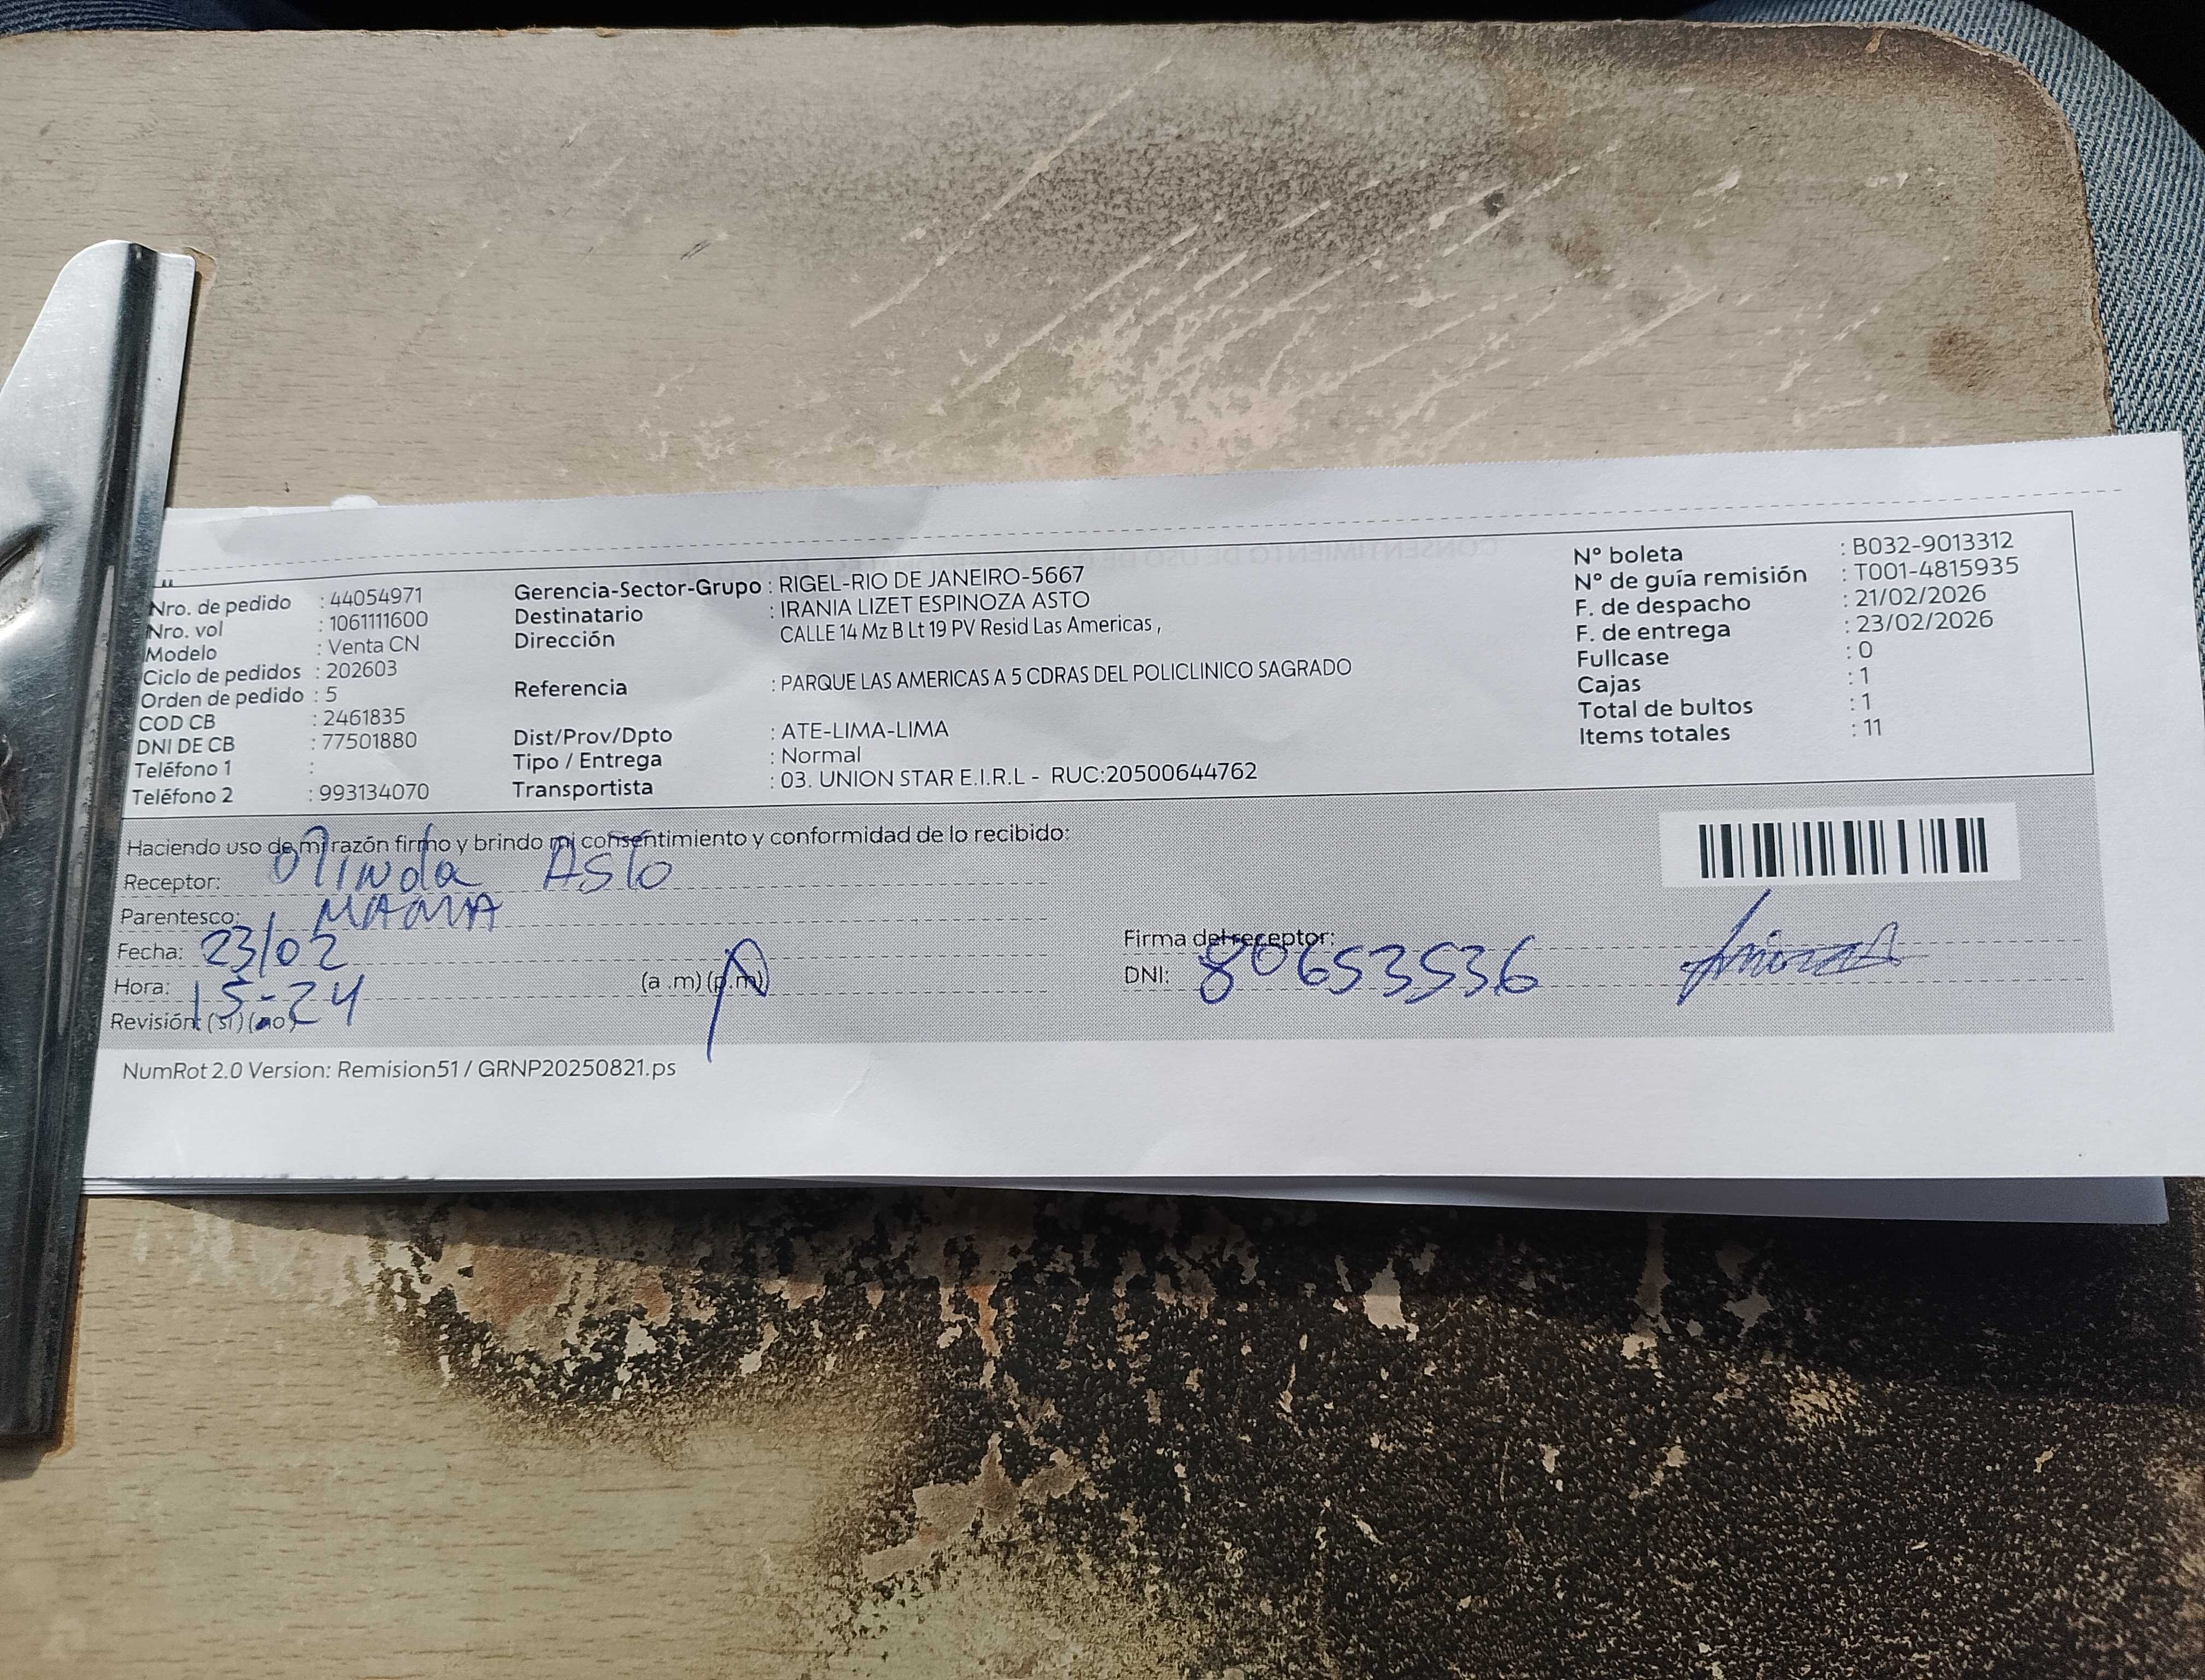 Nro. de pedido : 44054971
Nro. vol : 1061111600
Modelo : Venta CN
Ciclo de pedidos : 202603
Orden de pedido : 5
COD CB : 2461835
DNI DE CB : 77501880
Teléfono 1 :
Teléfono 2 : 993134070
Gerencia-Sector-Grupo : RIGEL-RIO DE JANEIRO-5667
Destinatario : IRANIA LIZET ESPINOZA ASTO
Dirección CALLE 14 Mz B Lt 19 PV Resid Las Americas ,
Referencia : PARQUE LAS AMERICAS A 5 CDRAS DEL POLICLINICO SAGRADO
Dist/Prov/Dpto : ATE-LIMA-LIMA
Tipo / Entrega : Normal
Transportista : 03. UNION STAR E.I.R.L - RUC:20500644762
N° boleta : B032-9013312
N° de guía remisión : T001-4815935
F. de despacho : 21/02/2026
F. de entrega : 23/02/2026
Fullcase : 0
Cajas : 1
Total de bultos : 1
Items totales : 11
Haciendo uso de mi razón firmo y brindo mi consentimiento y conformidad de lo recibido:
Receptor: Olinda Asto
Parentesco: MAMA
Fecha: 23/02
Hora: 15-24 (a .m) (p.m)
Revisión (si) (no)
Firma del receptor:
DNI: 80653536
NumRot 2.0 Version: Remision51 / GRNP20250821.ps